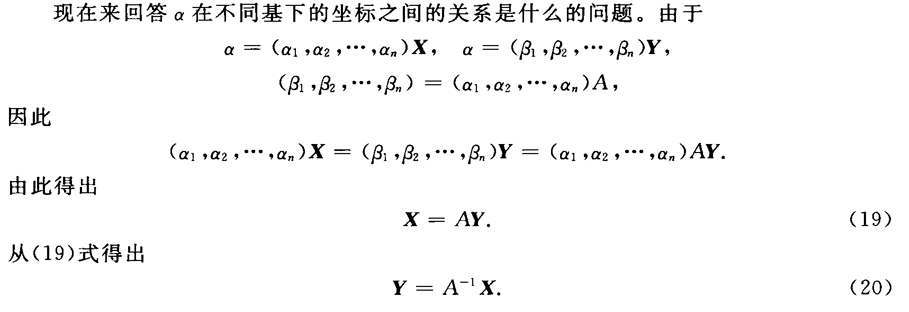 现在来回答 α 在不同基下的坐标之间的关系是什么的问题。由于
α = (α₁,α₂,⋯,αₙ)X, α = (β₁,β₂,⋯,βₙ)Y,
(β₁,β₂,⋯,βₙ) = (α₁,α₂,⋯,αₙ)A,
因此
(α₁,α₂,⋯,αₙ)X = (β₁,β₂,⋯,βₙ)Y = (α₁,α₂,⋯,αₙ)AY.
由此得出
X = AY. (19)
从(19)式得出
Y = A⁻¹X. (20)